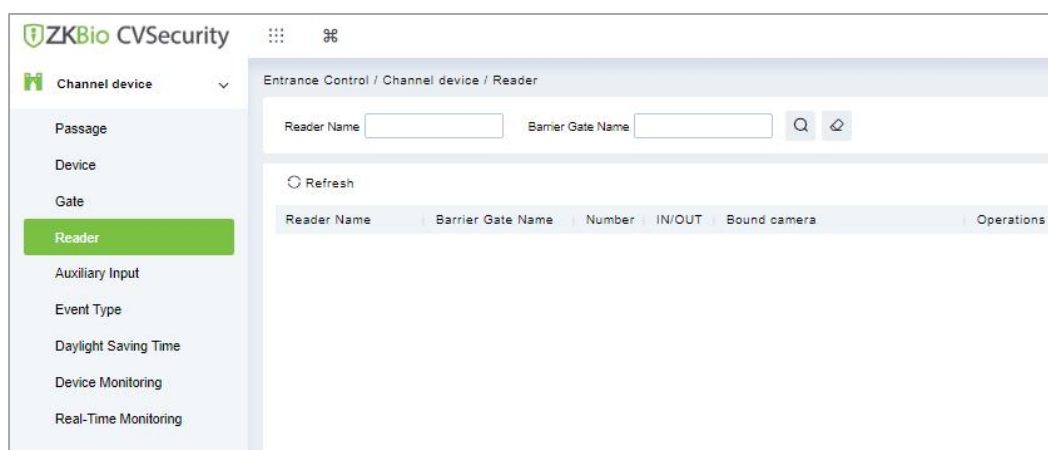 ZKBio CVSecurity
Channel device
Entrance Control / Channel device / Reader
Passage
Reader Name Barrier Gate Name
Device
Refresh
Gate
Reader Name Barrier Gate Name Number IN/OUT Bound camera Operations
Reader
Auxiliary Input
Event Type
Daylight Saving Time
Device Monitoring
Real-Time Monitoring